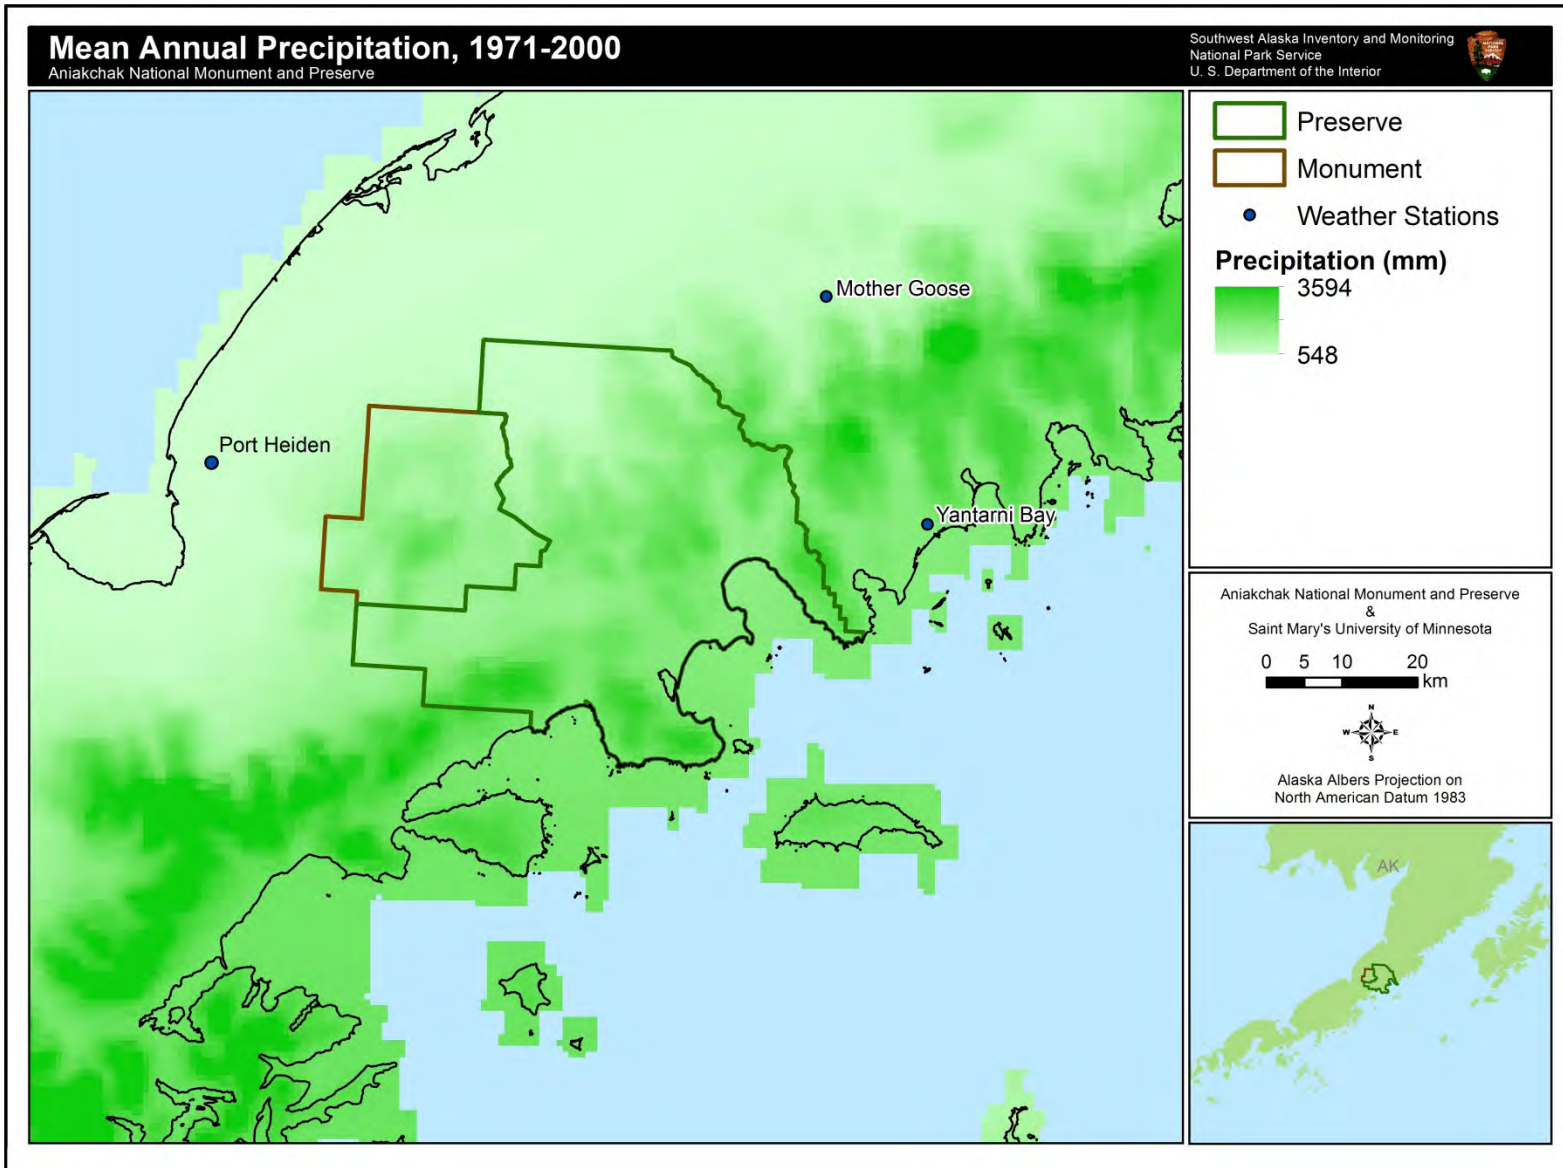 Mean Annual Precipitation, 1971-2000
Aniakchak National Monument and Preserve
Southwest Alaska Inventory and Monitoring
National Park Service
U. S. Department of the Interior
Preserve
Monument
Weather Stations
Precipitation (mm)
3594
548
Mother Goose
Port Heiden
Yantarni Bay
Aniakchak National Monument and Preserve
&
Saint Mary's University of Minnesota
0 5 10 20
km
N
W E
S
Alaska Albers Projection on
North American Datum 1983
AK